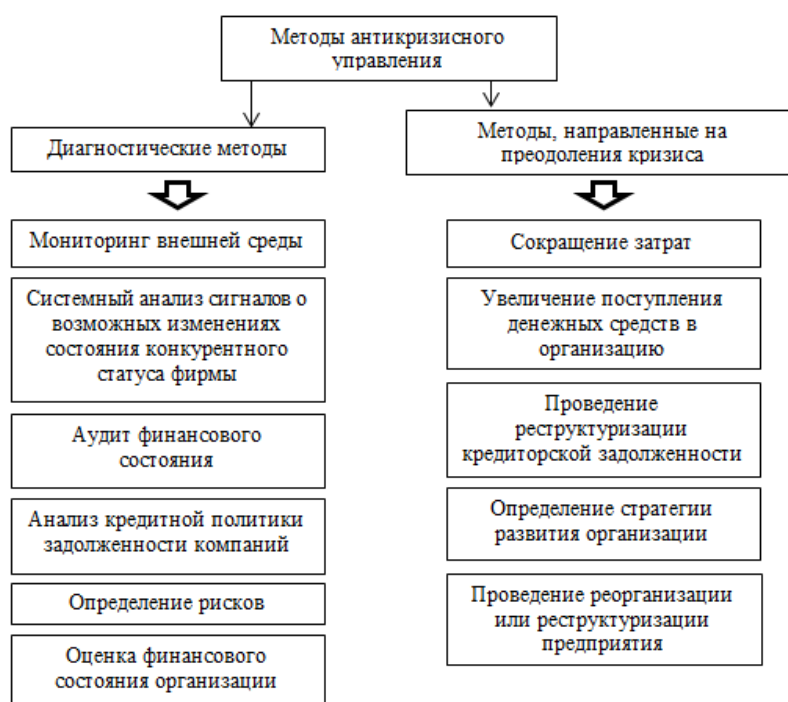 Методы антикризисного
управления
Диагностические методы
Методы, направленные на
преодоления кризиса
Мониторинг внешней среды
Системный анализ сигналов о
возможных изменениях
состояния конкурентного
статуса фирмы
Аудит финансового
состояния
Анализ кредитной политики
задолженности компаний
Определение рисков
Оценка финансового
состояния организации
Сокращение затрат
Увеличение поступления
денежных средств в
организацию
Проведение
реструктуризации
кредиторской задолженности
Определение стратегии
развития организации
Проведение реорганизации
или реструктуризации
предприятия